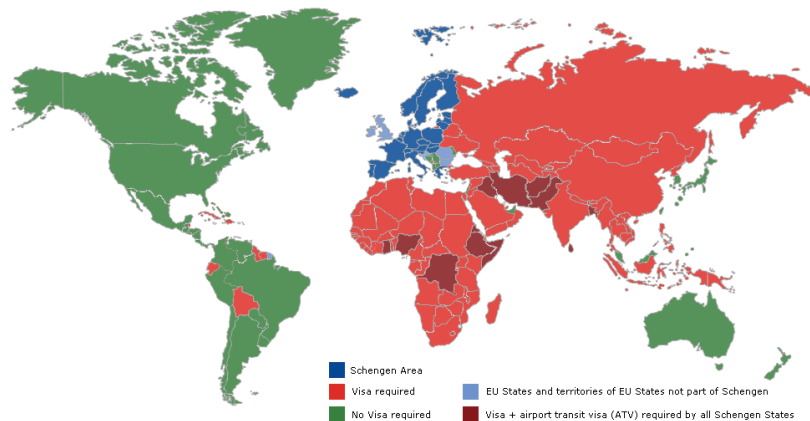 Schengen Area
Visa required
EU States and territories of EU States not part of Schengen
No Visa required
Visa + airport transit visa (ATV) required by all Schengen States